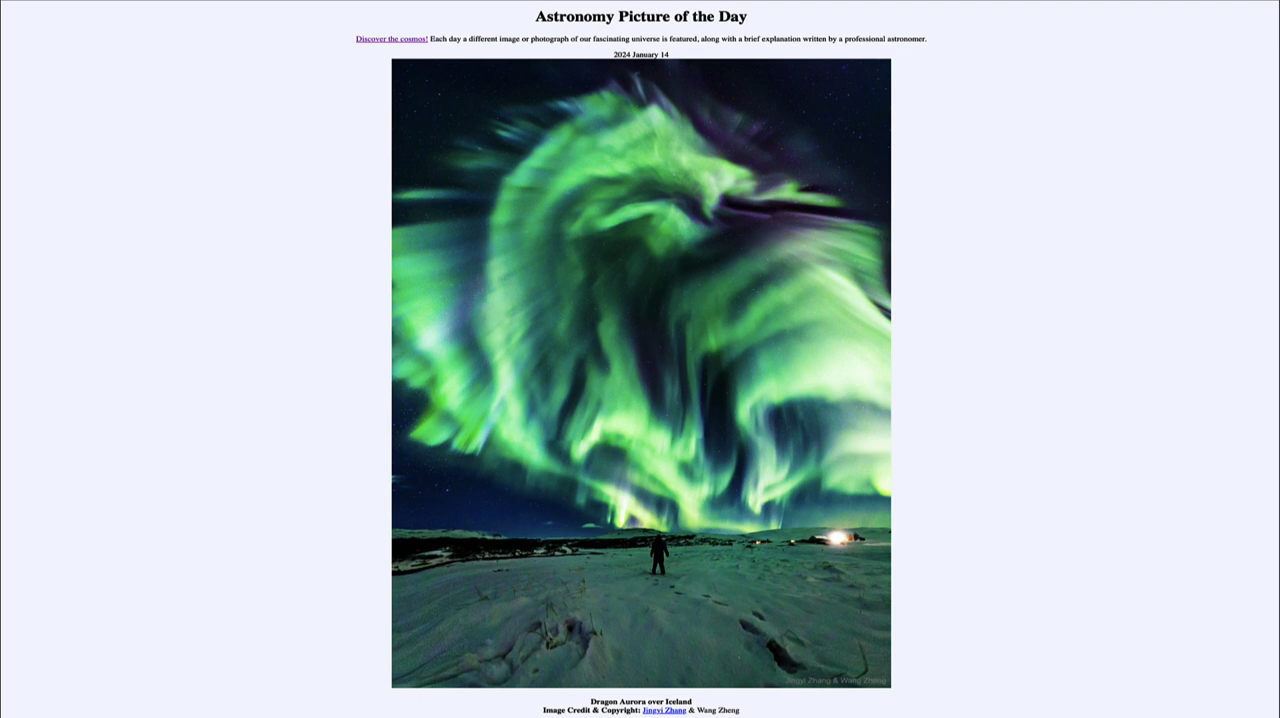 Astronomy Picture of the Day
Discover the cosmos! Each day a different image or photograph of our fascinating universe is featured, along with a brief explanation written by a professional astronomer.
2024 January 14
Jingyi Zhang & Wang Zheng
Dragon Aurora over Iceland
Image Credit & Copyright: Jingyi Zhang & Wang Zheng